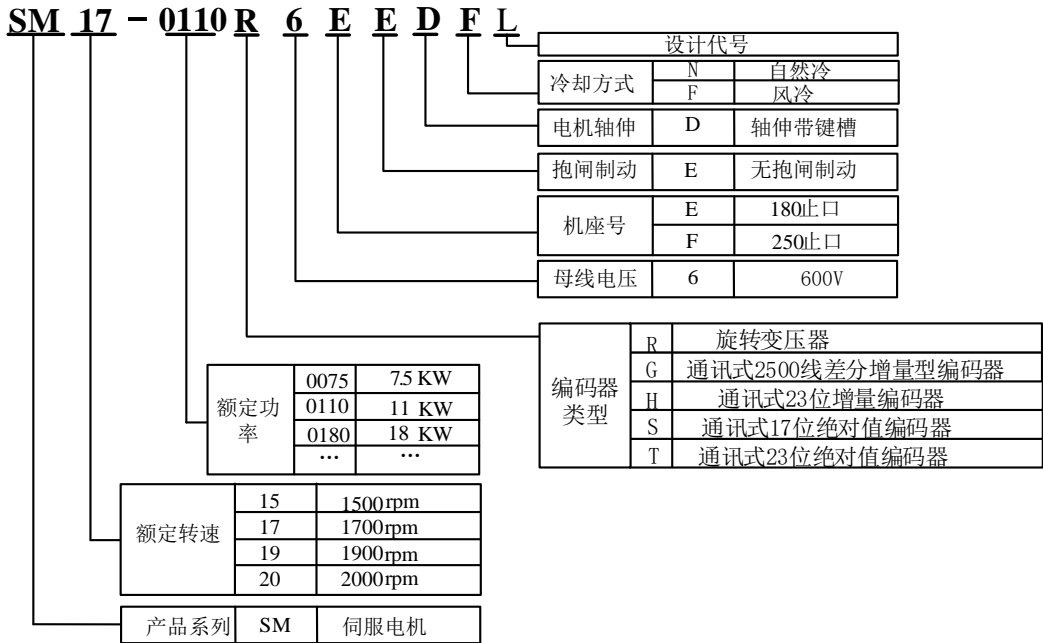 SM 17 - 0110 R 6 E E D F L
设计代号
冷却方式 N 自然冷
F 风冷
电机轴伸 D 轴伸带键槽
抱闸制动 E 无抱闸制动
机座号 E 180止口
F 250止口
母线电压 6 600V
编码器类型 R 旋转变压器
G 通讯式2500线差分增量型编码器
H 通讯式23位增量编码器
S 通讯式17位绝对值编码器
T 通讯式23位绝对值编码器
额定功率 0075 7.5 KW
0110 11 KW
0180 18 KW
... ...
额定转速 15 1500rpm
17 1700rpm
19 1900rpm
20 2000rpm
产品系列 SM 伺服电机